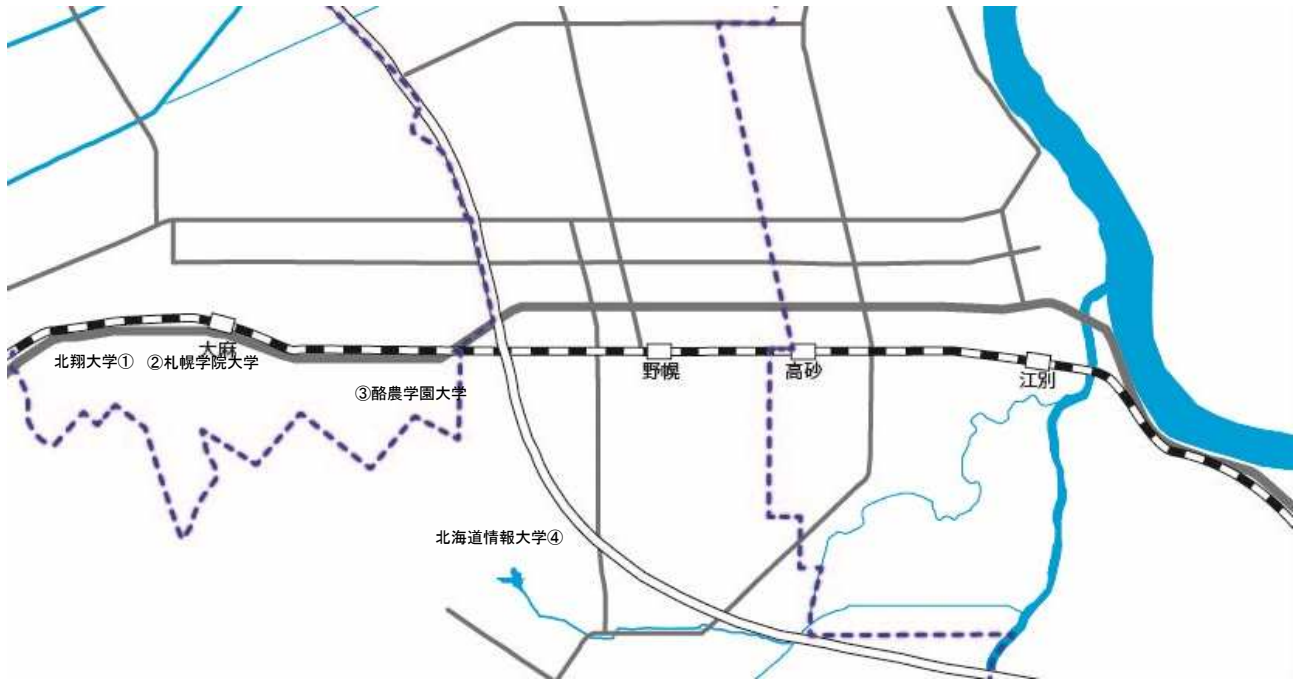 北翔大学①
②札幌学院大学
大麻
③酪農学園大学
野幌
高砂
江別
北海道情報大学④